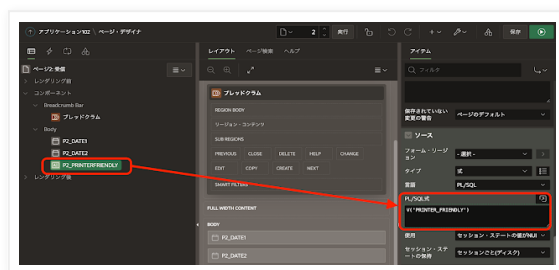 アプリケーション102 \ ページ・デザイナ
2
実行
保存
レイアウト ページ検索 ヘルプ
アイテム
ページ2: 受信
レンダリング前
コンポーネント
Breadcrumb Bar
ブレッドクラム
Body
P2_DATE1
P2_DATE2
P2_PRINTERFRIENDLY
レンダリング後
ブレッドクラム
REGION BODY
リージョン・コンテンツ
SUB REGIONS
PREVIOUS CLOSE DELETE HELP CHANGE
EDIT COPY CREATE NEXT
SMART FILTERS
FULL WIDTH CONTENT
BODY
P2_DATE1
P2_DATE2
フィルタ
保存されていない変更の警告
ページのデフォルト
ソース
フォーム・リージョン
- 選択 -
タイプ
式
言語
PL/SQL
PL/SQL式
V('PRINTER_FRIENDLY')
使用
セッション・ステートの値がNUL
セッション・ステートの保持
セッションごと(ディスク)